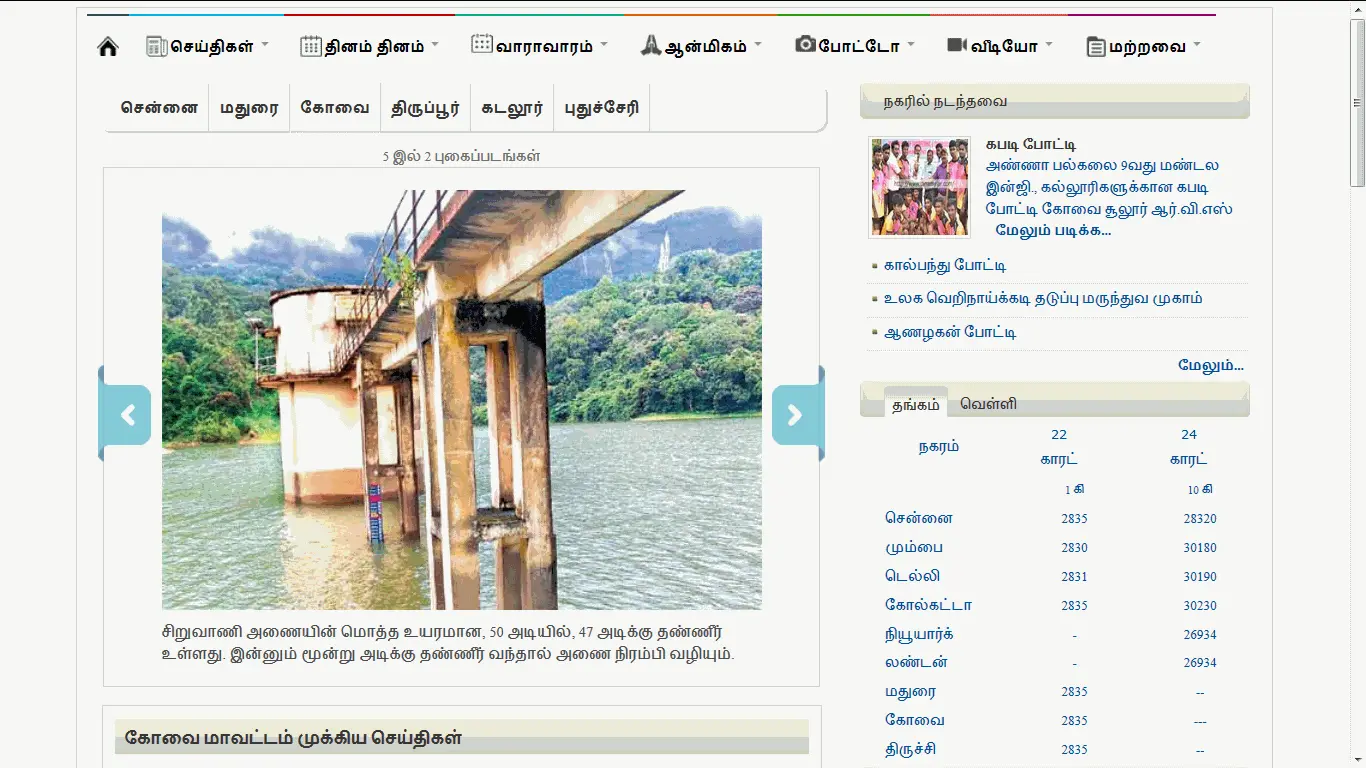 செய்திகள்
தினம் தினம்
வாராவாரம்
ஆன்மிகம்
போட்டோ
வீடியோ
மற்றவை
சென்னை
மதுரை
கோவை
திருப்பூர்
கடலூர்
புதுச்சேரி
5 இல் 2 புகைப்படங்கள்
சிறுவாணி அணையின் மொத்த உயரமான, 50 அடியில், 47 அடிக்கு தண்ணீர்
உள்ளது. இன்னும் மூன்று அடிக்கு தண்ணீர் வந்தால் அணை நிரம்பி வழியும்.
கோவை மாவட்டம் முக்கிய செய்திகள்
நகரில் நடந்தவை
கபடி போட்டி
அண்ணா பல்கலை 9வது மண்டல
இன்ஜி., கல்லூரிகளுக்கான கபடி
போட்டி கோவை சூலூர் ஆர்.வி.எஸ்
மேலும் படிக்க...
கால்பந்து போட்டி
உலக வெறிநாய்க்கடி தடுப்பு மருந்துவ முகாம்
ஆணழகன் போட்டி
மேலும்...
தங்கம் வெள்ளி
நகரம் 22 காரட் 24 காரட்
1 கி 10 கி
சென்னை 2835 28320
மும்பை 2830 30180
டெல்லி 2831 30190
கோல்கட்டா 2835 30230
நியூயார்க் - 26934
லண்டன் - 26934
மதுரை 2835 --
கோவை 2835 ---
திருச்சி 2835 --